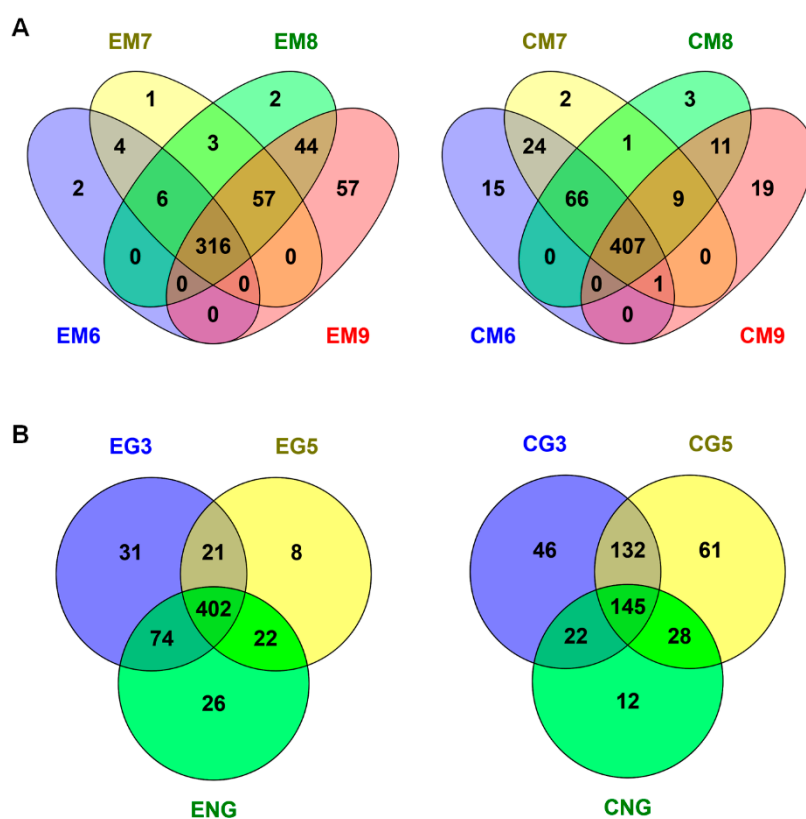 A
EM7 EM8 CM7 CM8
1 2 2 3
4 3 44 24 1 11
2 6 57 57 15 66 9 19
316 407
0 0 0 0
0 0 0 1
0 0
EM6 EM9 CM6 CM9
B
EG3 EG5 CG3 CG5
31 21 8 46 132 61
402 145
74 22 22 28
26 12
ENG CNG